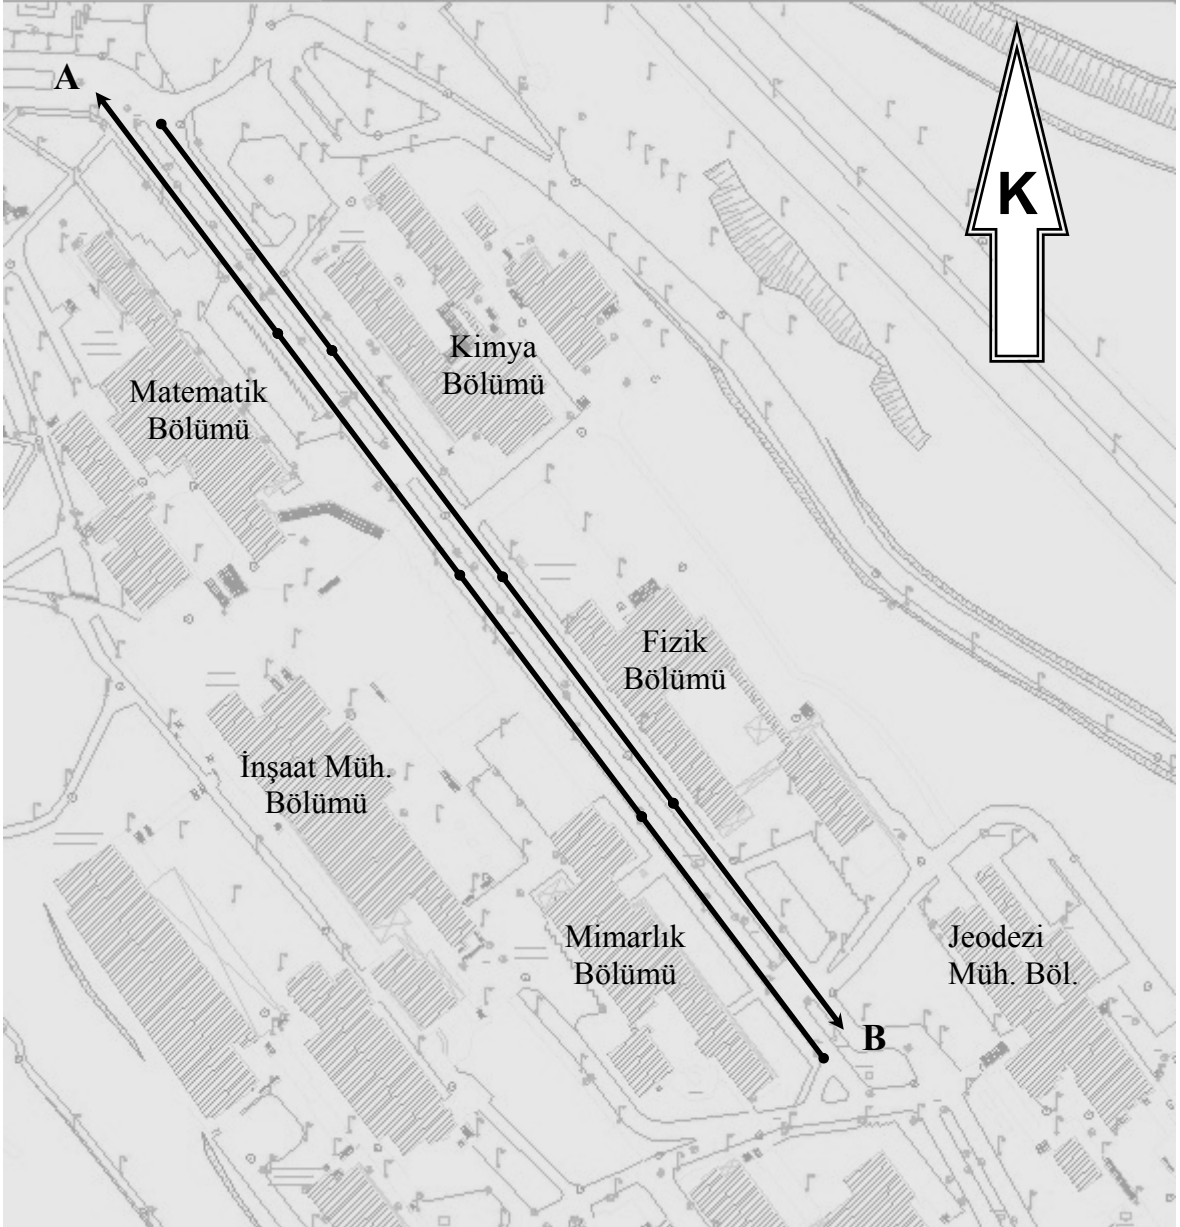 A
K
Kimya
Bölümü
Matematik
Bölümü
Fizik
Bölümü
İnşaat Müh.
Bölümü
Mimarlık
Bölümü
Jeodezi
Müh. Böl.
B